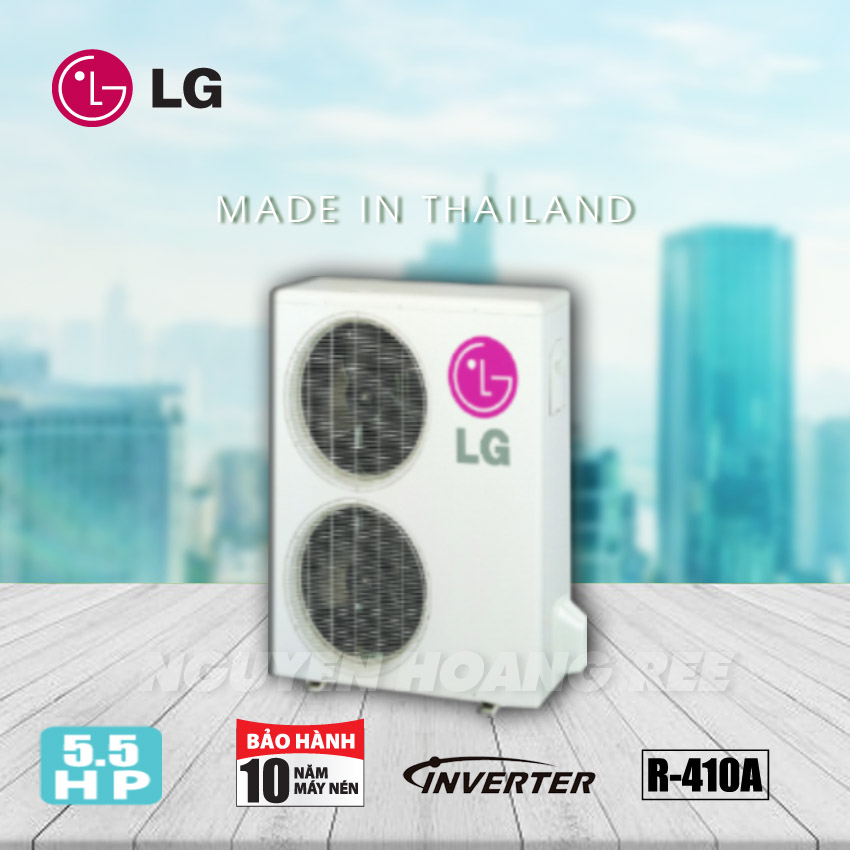 LG
MADE IN THAILAND
LG
NGUYEN HOANG REE
5.5
HP
BẢO HÀNH
10 NĂM
MÁY NÉN
INVERTER
R-410A